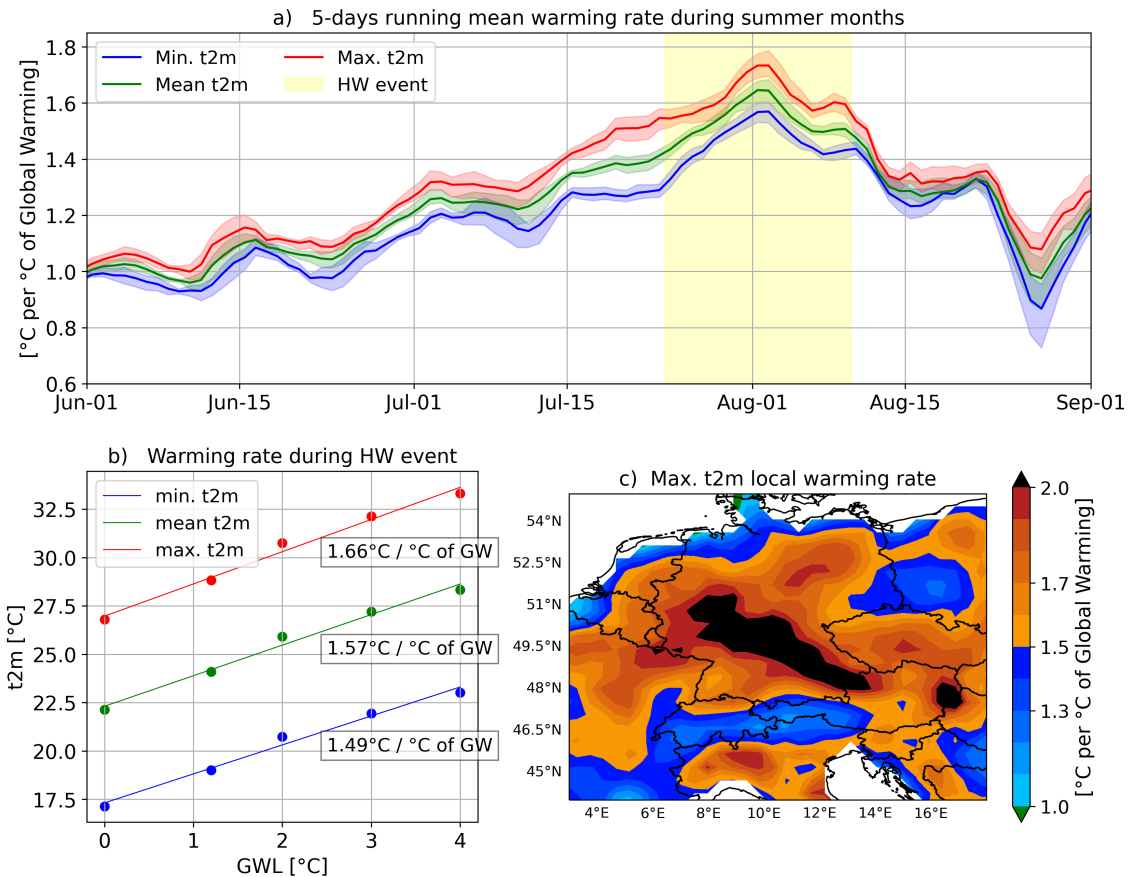 a)   5-days running mean warming rate during summer months
[°C per °C of Global Warming]
1.8
1.6
1.4
1.2
1.0
0.8
0.6
Min. t2m
Mean t2m
Max. t2m
HW event
Jun-01 Jun-15 Jul-01 Jul-15 Aug-01 Aug-15 Sep-01
b)   Warming rate during HW event
t2m [°C]
32.5
30.0
27.5
25.0
22.5
20.0
17.5
min. t2m
mean t2m
max. t2m
1.66°C / °C of GW
1.57°C / °C of GW
1.49°C / °C of GW
0 1 2 3 4
GWL [°C]
c)  Max. t2m local warming rate
54°N
52.5°N
51°N
49.5°N
48°N
46.5°N
45°N
4°E 6°E 8°E 10°E 12°E 14°E 16°E
2.0
1.7
1.5
1.3
1.0
[°C per °C of Global Warming]